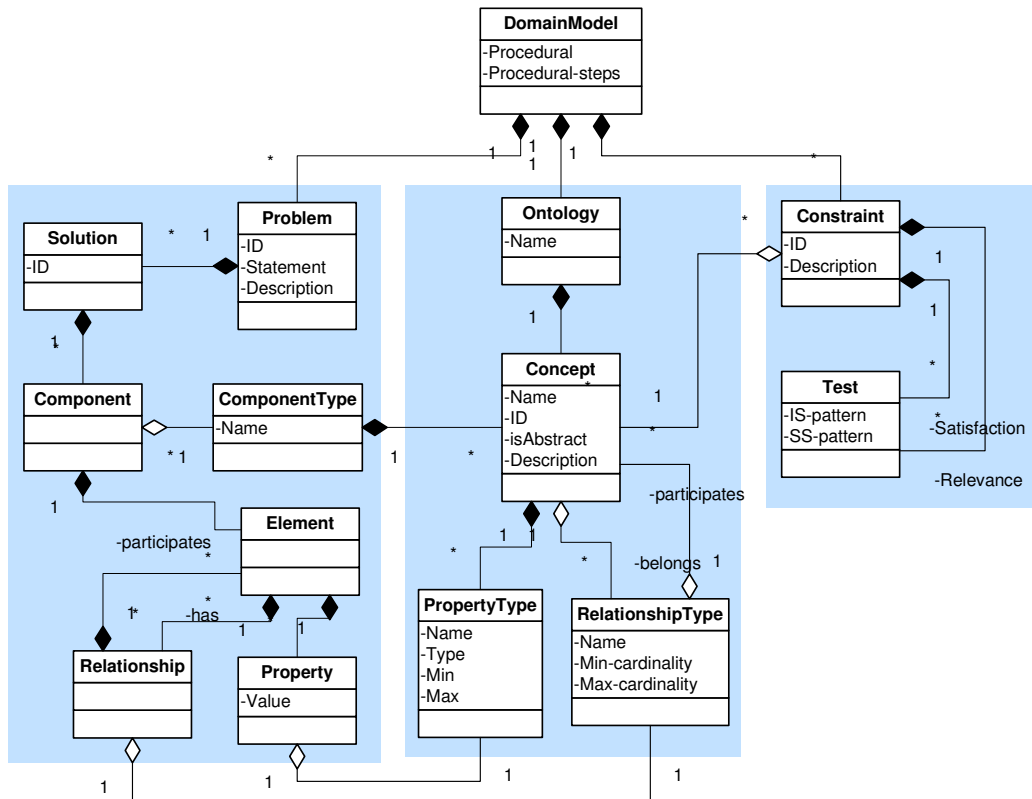 DomainModel
-Procedural
-Procedural-steps
1
1
1
1
*
*
Problem
-ID
-Statement
-Description
Solution
-ID
*
1
Ontology
-Name
1
Constraint
-ID
-Description
*
1
1
1
*
Component
ComponentType
-Name
*
1
1
Concept
-Name
*
-ID
-isAbstract
-Description
*
1
*
Test
-IS-pattern
-SS-pattern
*
*
-Satisfaction
-Relevance
1
Element
-participates
*
1
*
*
-has
1
1
-participates
1
1
*
*
-belongs
1
Relationship
Property
-Value
PropertyType
-Name
-Type
-Min
-Max
RelationshipType
-Name
-Min-cardinality
-Max-cardinality
1
1
1
1